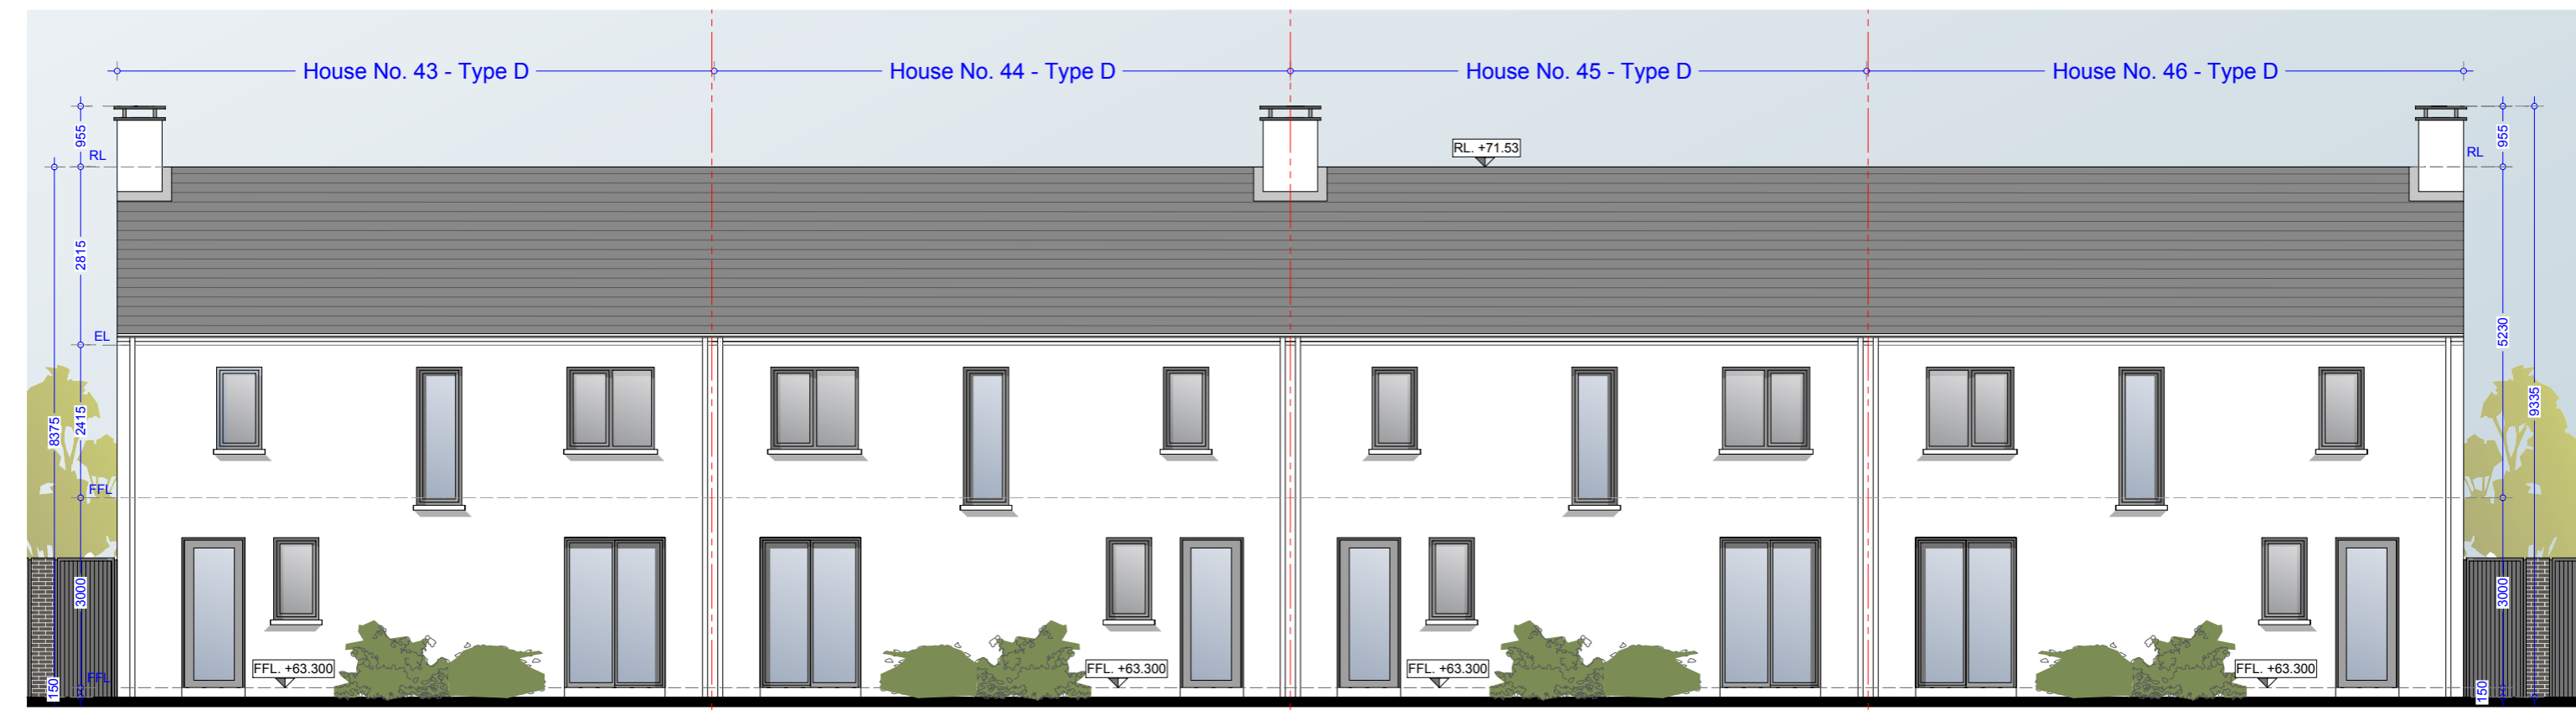 House No. 43 - Type D
House No. 44 - Type D
House No. 45 - Type D
House No. 46 - Type D
955
RL
RL. +71.53
955
RL
2815
EL
5230
8375
2415
9335
FFL
3000
3000
FFL
150
FFL. +63.300
FFL. +63.300
FFL. +63.300
FFL. +63.300
150